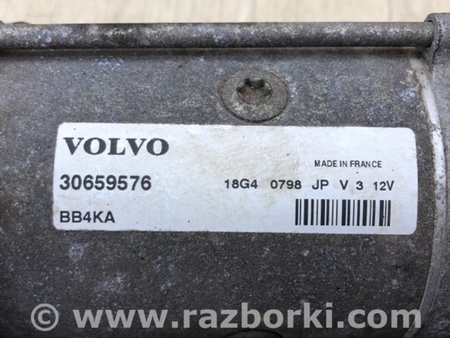 VOLVO
MADE IN FRANCE
30659576
18G4 0798 JP V 3 12V
BB4KA
© www.razborki.com